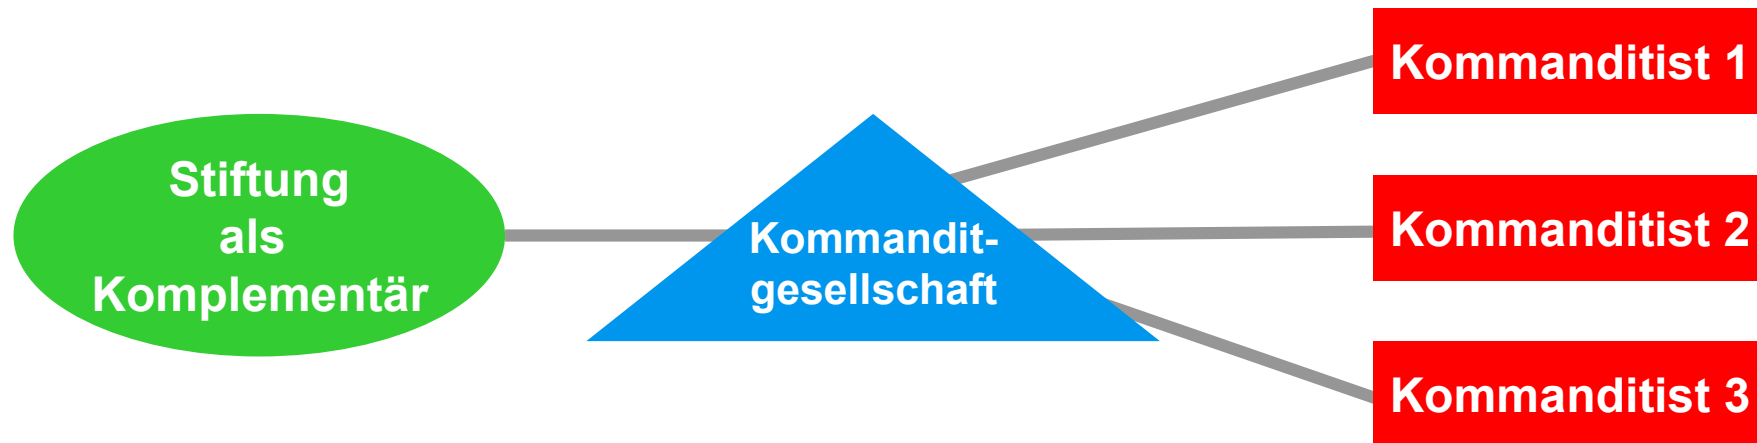 Stiftung
als
Komplementär
Kommandit-
gesellschaft
Kommanditist 1
Kommanditist 2
Kommanditist 3